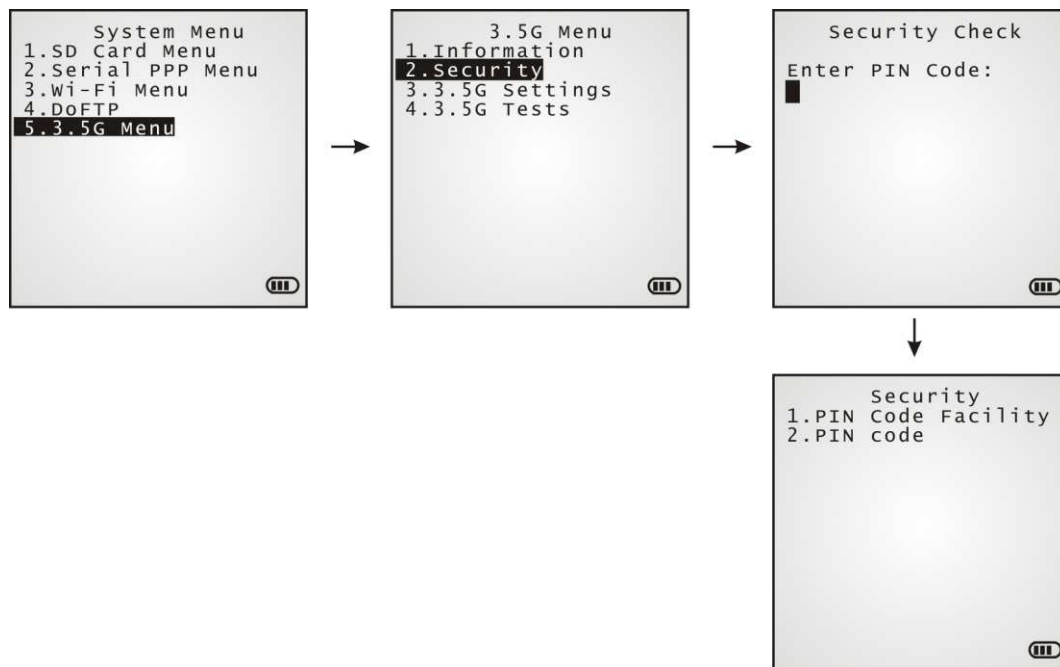 System Menu
1.SD Card Menu
2.Serial PPP Menu
3.Wi-Fi Menu
4.DoFTP
5.3.5G Menu
3.5G Menu
1.Information
2.Security
3.3.5G Settings
4.3.5G Tests
Security Check
Enter PIN Code:
Security
1.PIN Code Facility
2.PIN code